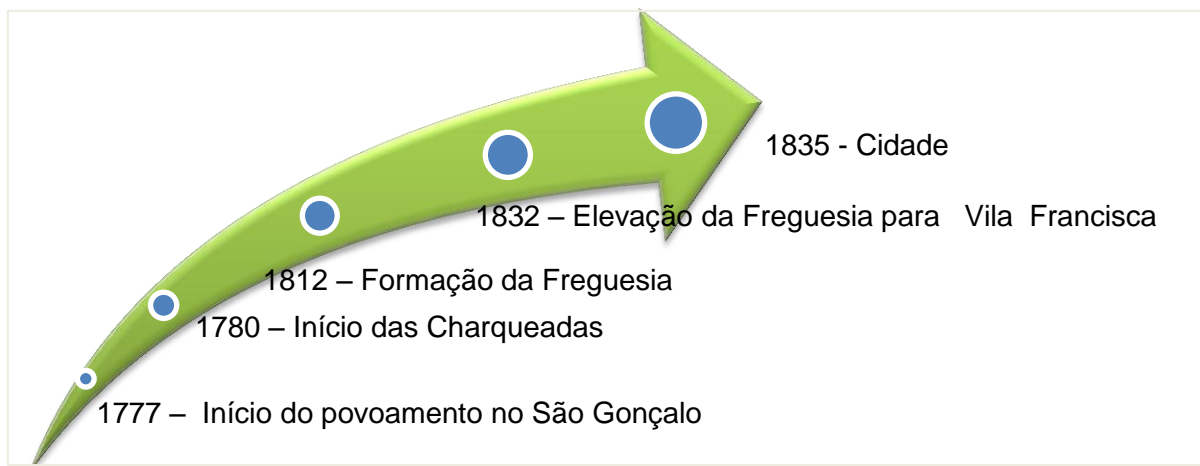 1835 - Cidade
1832 – Elevação da Freguesia para Vila Francisca
1812 – Formação da Freguesia
1780 – Início das Charqueadas
1777 – Início do povoamento no São Gonçalo